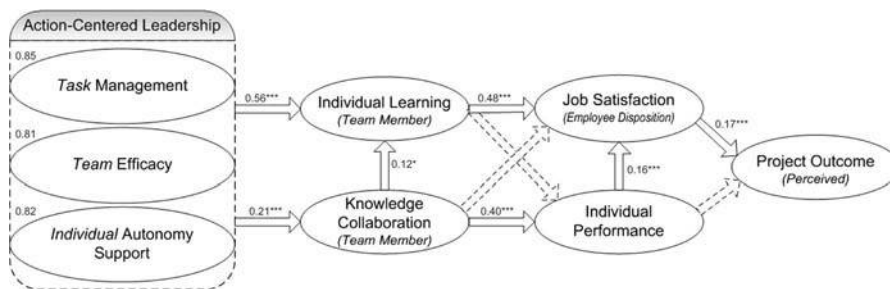 Action-Centered Leadership
0.85
Task Management
0.81
Team Efficacy
0.82
Individual Autonomy
Support
0.56***
0.21***
Individual Learning
(Team Member)
0.12*
Knowledge
Collaboration
(Team Member)
0.48***
0.40***
Job Satisfaction
(Employee Disposition)
0.16***
Individual
Performance
0.17***
Project Outcome
(Perceived)